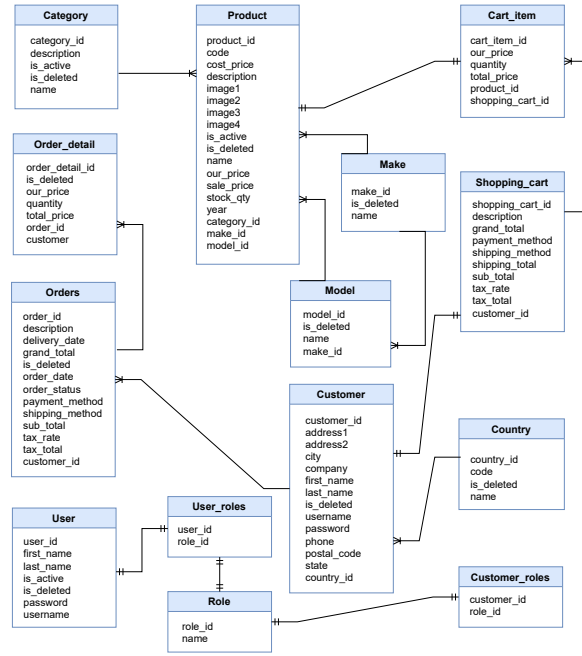 Category
category_id
description
is_active
is_deleted
name
Product
product_id
code
cost_price
description
image1
image2
image3
image4
is_active
is_deleted
name
our_price
sale_price
stock_qty
year
category_id
make_id
model_id
Cart_item
cart_item_id
our_price
quantity
total_price
product_id
shopping_cart_id
Order_detail
order_detail_id
is_deleted
our_price
quantity
total_price
order_id
customer
Make
make_id
is_deleted
name
Shopping_cart
shopping_cart_id
description
grand_total
payment_method
shipping_method
shipping_total
sub_total
tax_rate
tax_total
customer_id
Orders
order_id
description
delivery_date
grand_total
is_deleted
order_date
order_status
payment_method
shipping_method
sub_total
tax_rate
tax_total
customer_id
Model
model_id
is_deleted
name
make_id
Customer
customer_id
address1
address2
city
company
first_name
last_name
is_deleted
username
password
phone
postal_code
state
country_id
Country
country_id
code
is_deleted
name
User
user_id
first_name
last_name
is_active
is_deleted
password
username
User_roles
user_id
role_id
Role
role_id
name
Customer_roles
customer_id
role_id